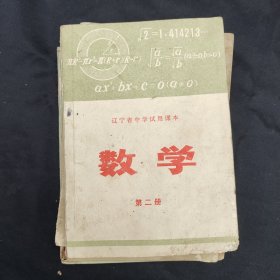 √2=1·414213
ax²+bx+c=0(a≠0)
辽宁省中学试用课本
数学
第二册